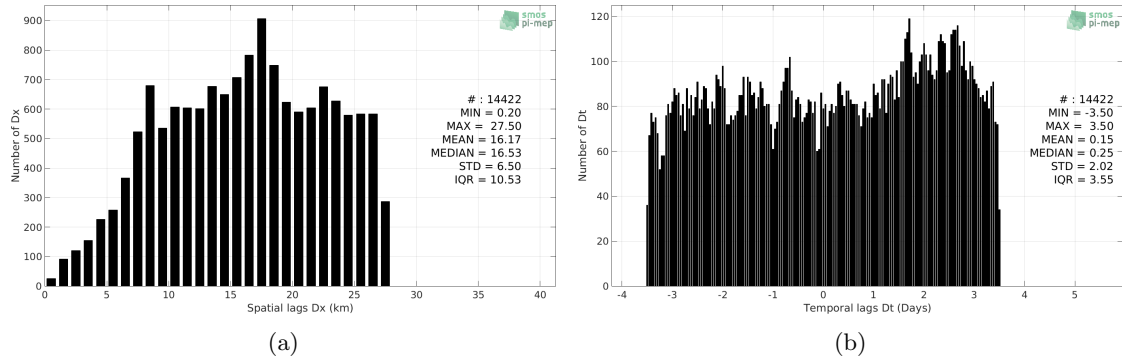 smos
pi-mep
900
800
700
600
500
400
300
200
100
0
Number of Dx
# : 14422
MIN = 0.20
MAX = 27.50
MEAN = 16.17
MEDIAN = 16.53
STD = 6.50
IQR = 10.53
0 5 10 15 20 25 30 35 40
Spatial lags Dx (km)
(a)
smos
pi-mep
120
100
80
60
40
20
0
Number of Dt
# : 14422
MIN = -3.50
MAX = 3.50
MEAN = 0.15
MEDIAN = 0.25
STD = 2.02
IQR = 3.55
-4 -3 -2 -1 0 1 2 3 4 5
Temporal lags Dt (Days)
(b)